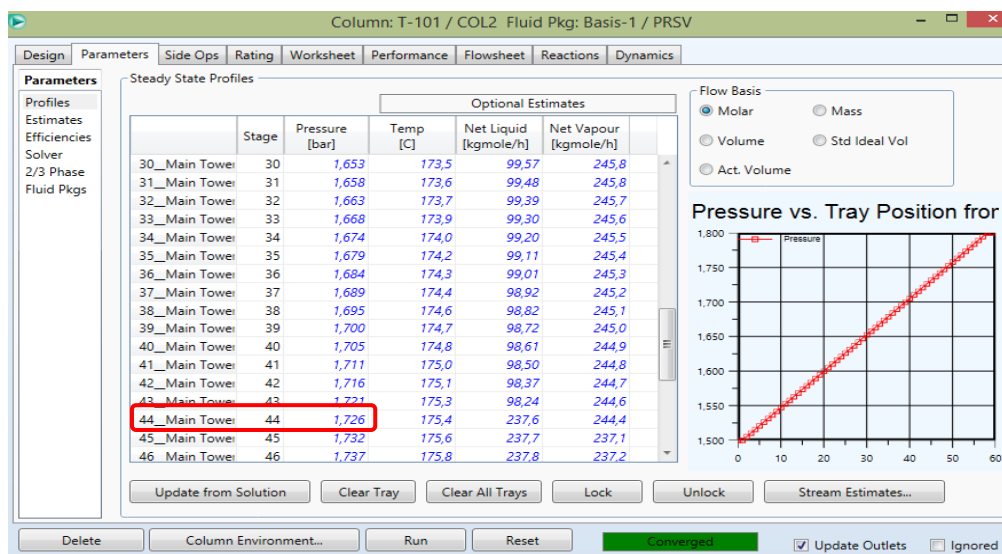 Column: T-101 / COL2 Fluid Pkg: Basis-1 / PRSV
Design Parameters Side Ops Rating Worksheet Performance Flowsheet Reactions Dynamics
Parameters
Profiles
Estimates
Efficiencies
Solver
2/3 Phase
Fluid Pkgs
Steady State Profiles
Optional Estimates
Stage Pressure [bar] Temp [C] Net Liquid [kgmole/h] Net Vapour [kgmole/h]
30__Main Tower 30 1,653 173,5 99,57 245,8
31__Main Tower 31 1,658 173,6 99,48 245,8
32__Main Tower 32 1,663 173,7 99,39 245,7
33__Main Tower 33 1,668 173,9 99,30 245,6
34__Main Tower 34 1,674 174,0 99,20 245,5
35__Main Tower 35 1,679 174,2 99,11 245,4
36__Main Tower 36 1,684 174,3 99,01 245,3
37__Main Tower 37 1,689 174,4 98,92 245,2
38__Main Tower 38 1,695 174,6 98,82 245,1
39__Main Tower 39 1,700 174,7 98,72 245,0
40__Main Tower 40 1,705 174,8 98,61 244,9
41__Main Tower 41 1,711 175,0 98,50 244,8
42__Main Tower 42 1,716 175,1 98,37 244,7
43__Main Tower 43 1,721 175,3 98,24 244,6
44__Main Tower 44 1,726 175,4 237,6 244,4
45__Main Tower 45 1,732 175,6 237,7 237,1
46__Main Tower 46 1,737 175,8 237,8 237,2
Flow Basis
Molar Mass
Volume Std Ideal Vol
Act. Volume
Pressure vs. Tray Position fror
Pressure
1,800
1,750
1,700
1,650
1,600
1,550
1,500
0 10 20 30 40 50 60
Update from Solution Clear Tray Clear All Trays Lock Unlock Stream Estimates...
Delete Column Environment... Run Reset Converged Update Outlets Ignored